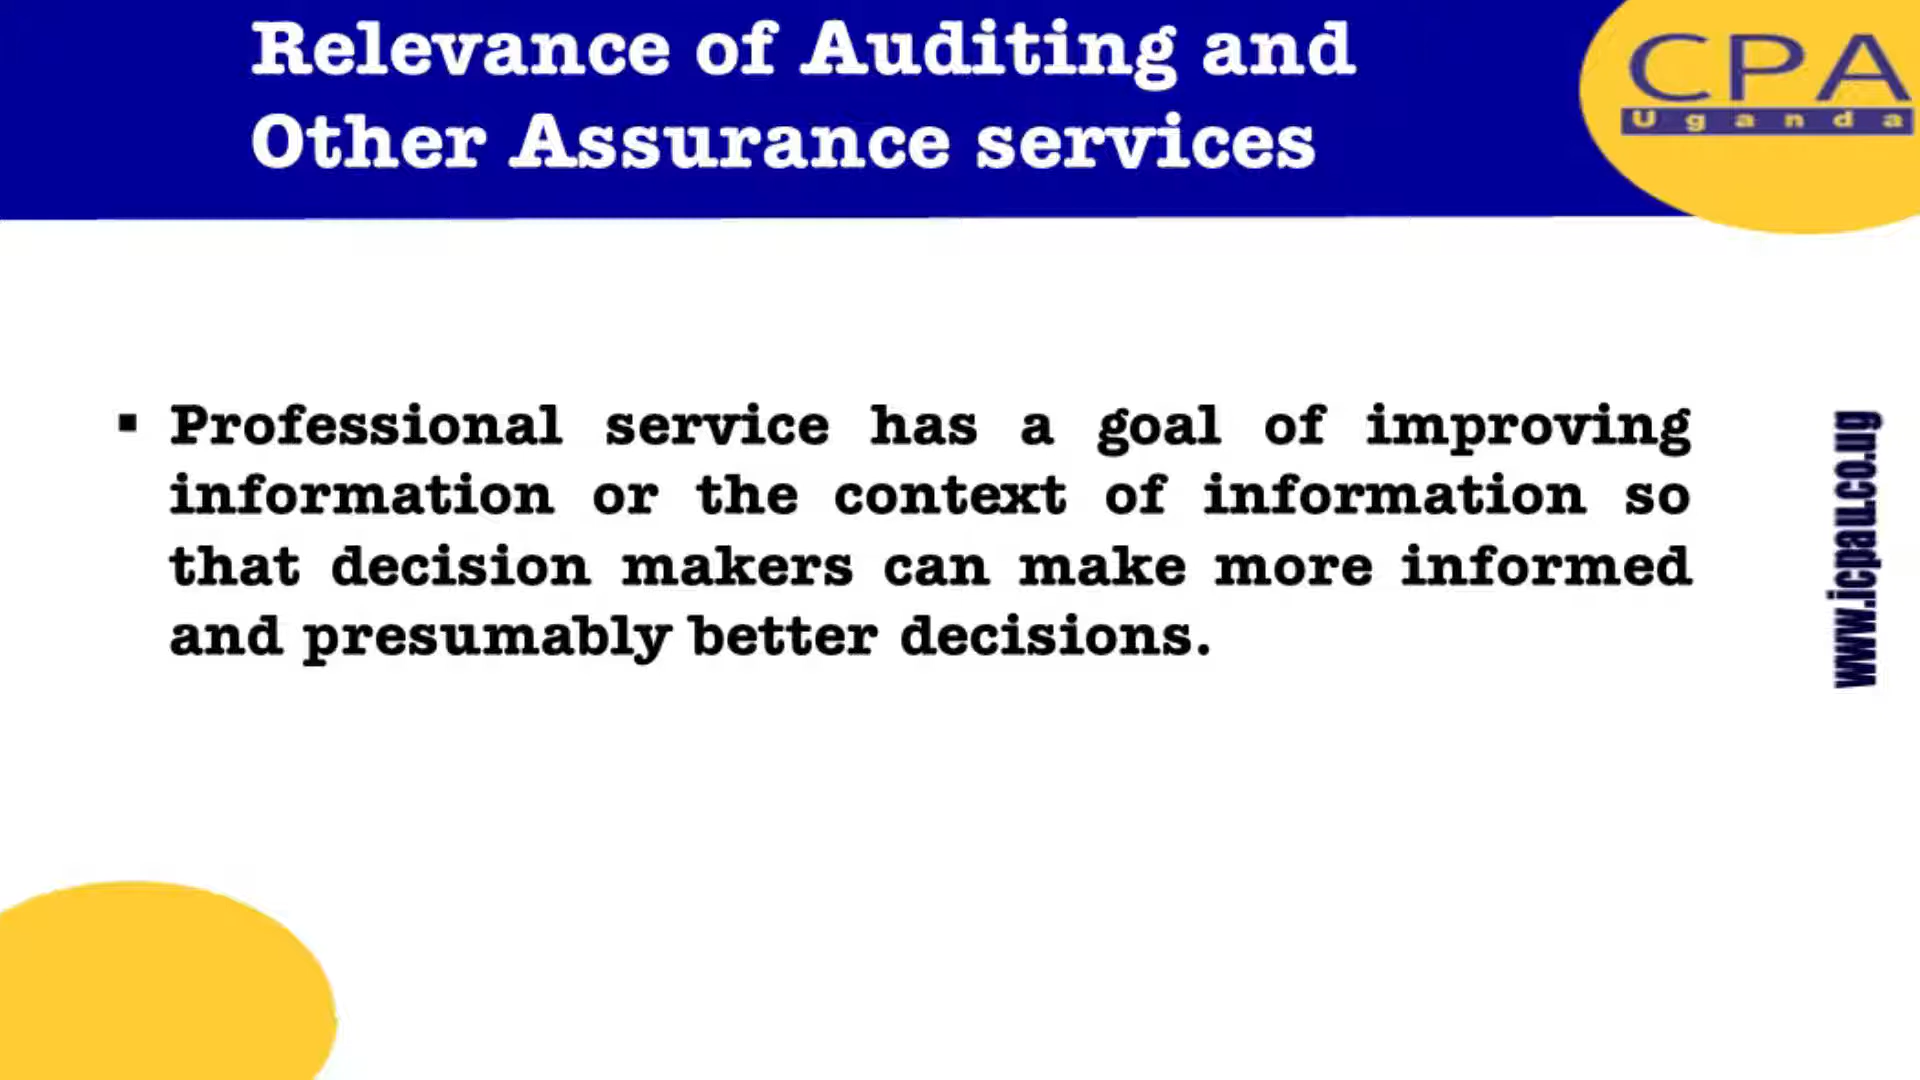 Relevance of Auditing and
Other Assurance services
CPA
Uganda
▪ Professional service has a goal of improving
information or the context of information so
that decision makers can make more informed
and presumably better decisions.
www.icpau.co.ug